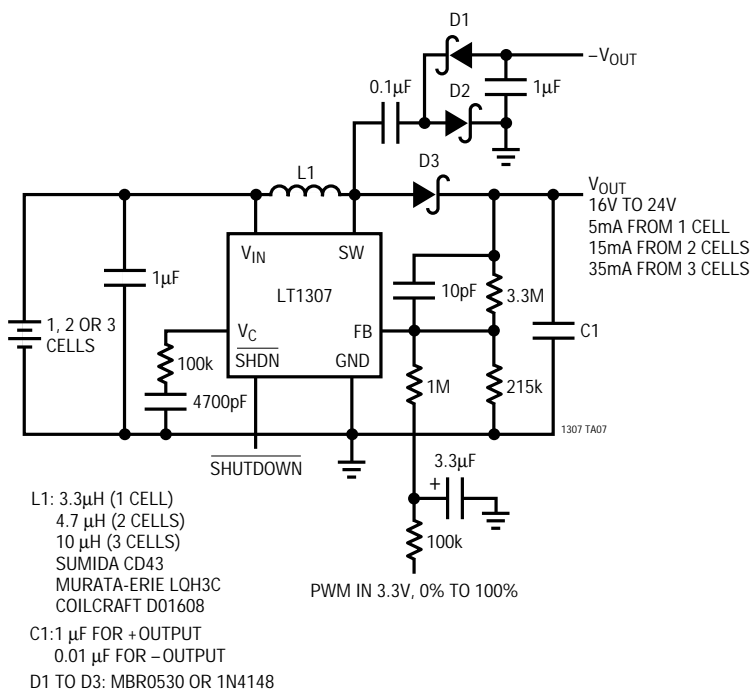 D1
–VOUT
0.1µF
1µF
D2
L1
D3
VOUT
16V TO 24V
5mA FROM 1 CELL
15mA FROM 2 CELLS
35mA FROM 3 CELLS
VIN
SW
1µF
LT1307
10pF
3.3M
1, 2 OR 3
CELLS
VC
FB
C1
100k
SHDN
GND
4700pF
1M
215k
1307 TA07
SHUTDOWN
3.3µF
+
100k
PWM IN 3.3V, 0% TO 100%
L1: 3.3µH (1 CELL)
4.7 µH (2 CELLS)
10 µH (3 CELLS)
SUMIDA CD43
MURATA-ERIE LQH3C
COILCRAFT D01608
C1:1 µF FOR +OUTPUT
0.01 µF FOR –OUTPUT
D1 TO D3: MBR0530 OR 1N4148